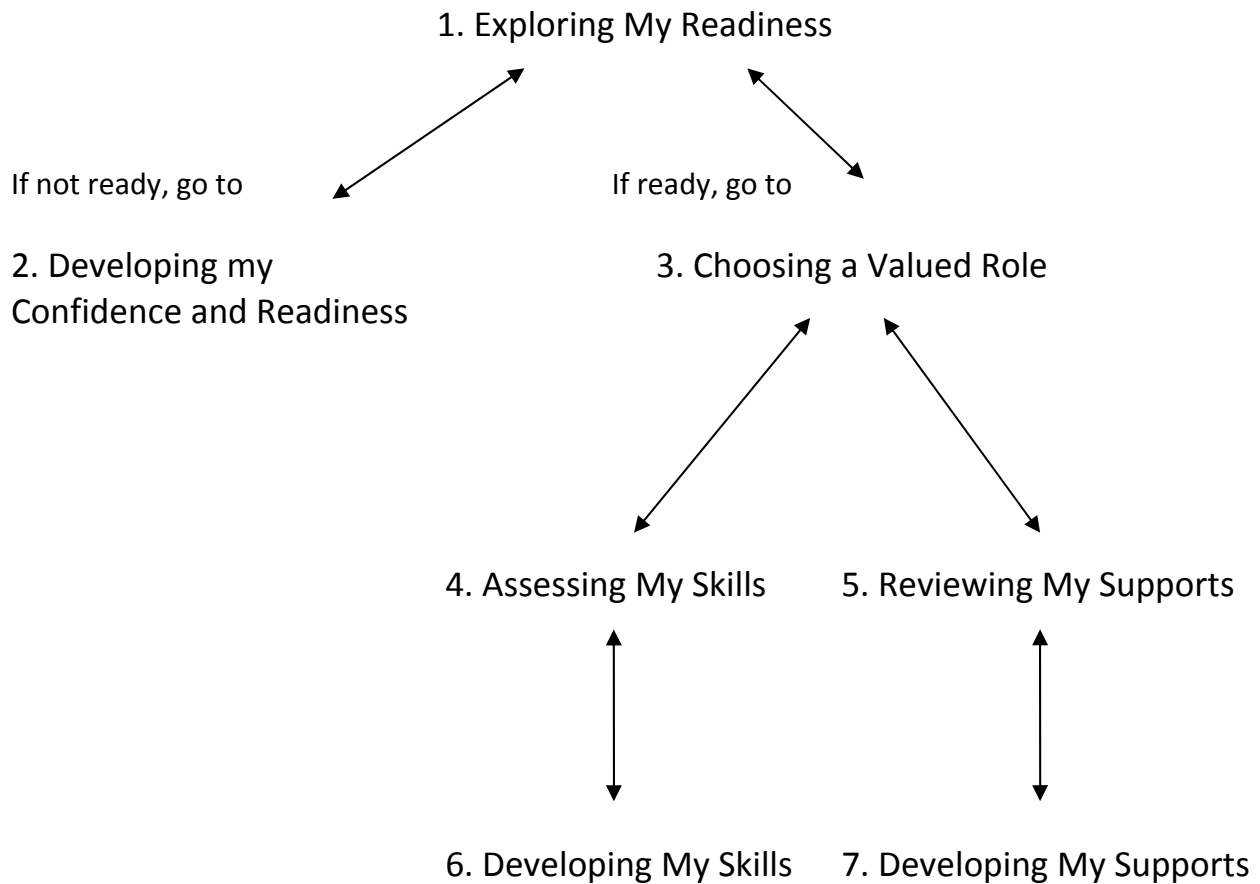 1. Exploring My Readiness
If not ready, go to
If ready, go to
2. Developing my
Confidence and Readiness
3. Choosing a Valued Role
4. Assessing My Skills
5. Reviewing My Supports
6. Developing My Skills
7. Developing My Supports